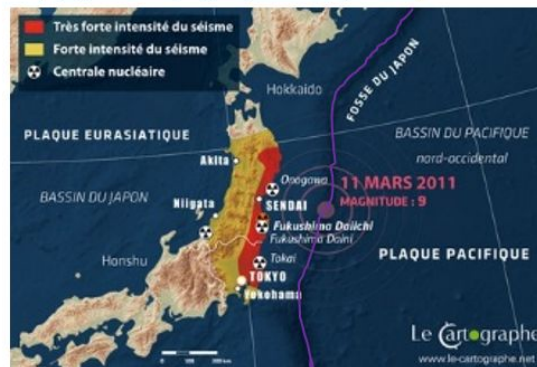 Très forte intensité du séisme
Forte intensité du séisme
Centrale nucléaire
Hokkaido
FOSSE DU JAPON
PLAQUE EURASIATIQUE
BASSIN DU PACIFIQUE
nord-occidental
Akita
Onogawa
11 MARS 2011
MAGNITUDE : 9
BASSIN DU JAPON
Niigata
SENDAI
Fukushima Daiichi
Fukushima Daini
Honshu
Tokai
PLAQUE PACIFIQUE
TOKYO
Yokohama
Le Cartographe
www.le-cartographe.net